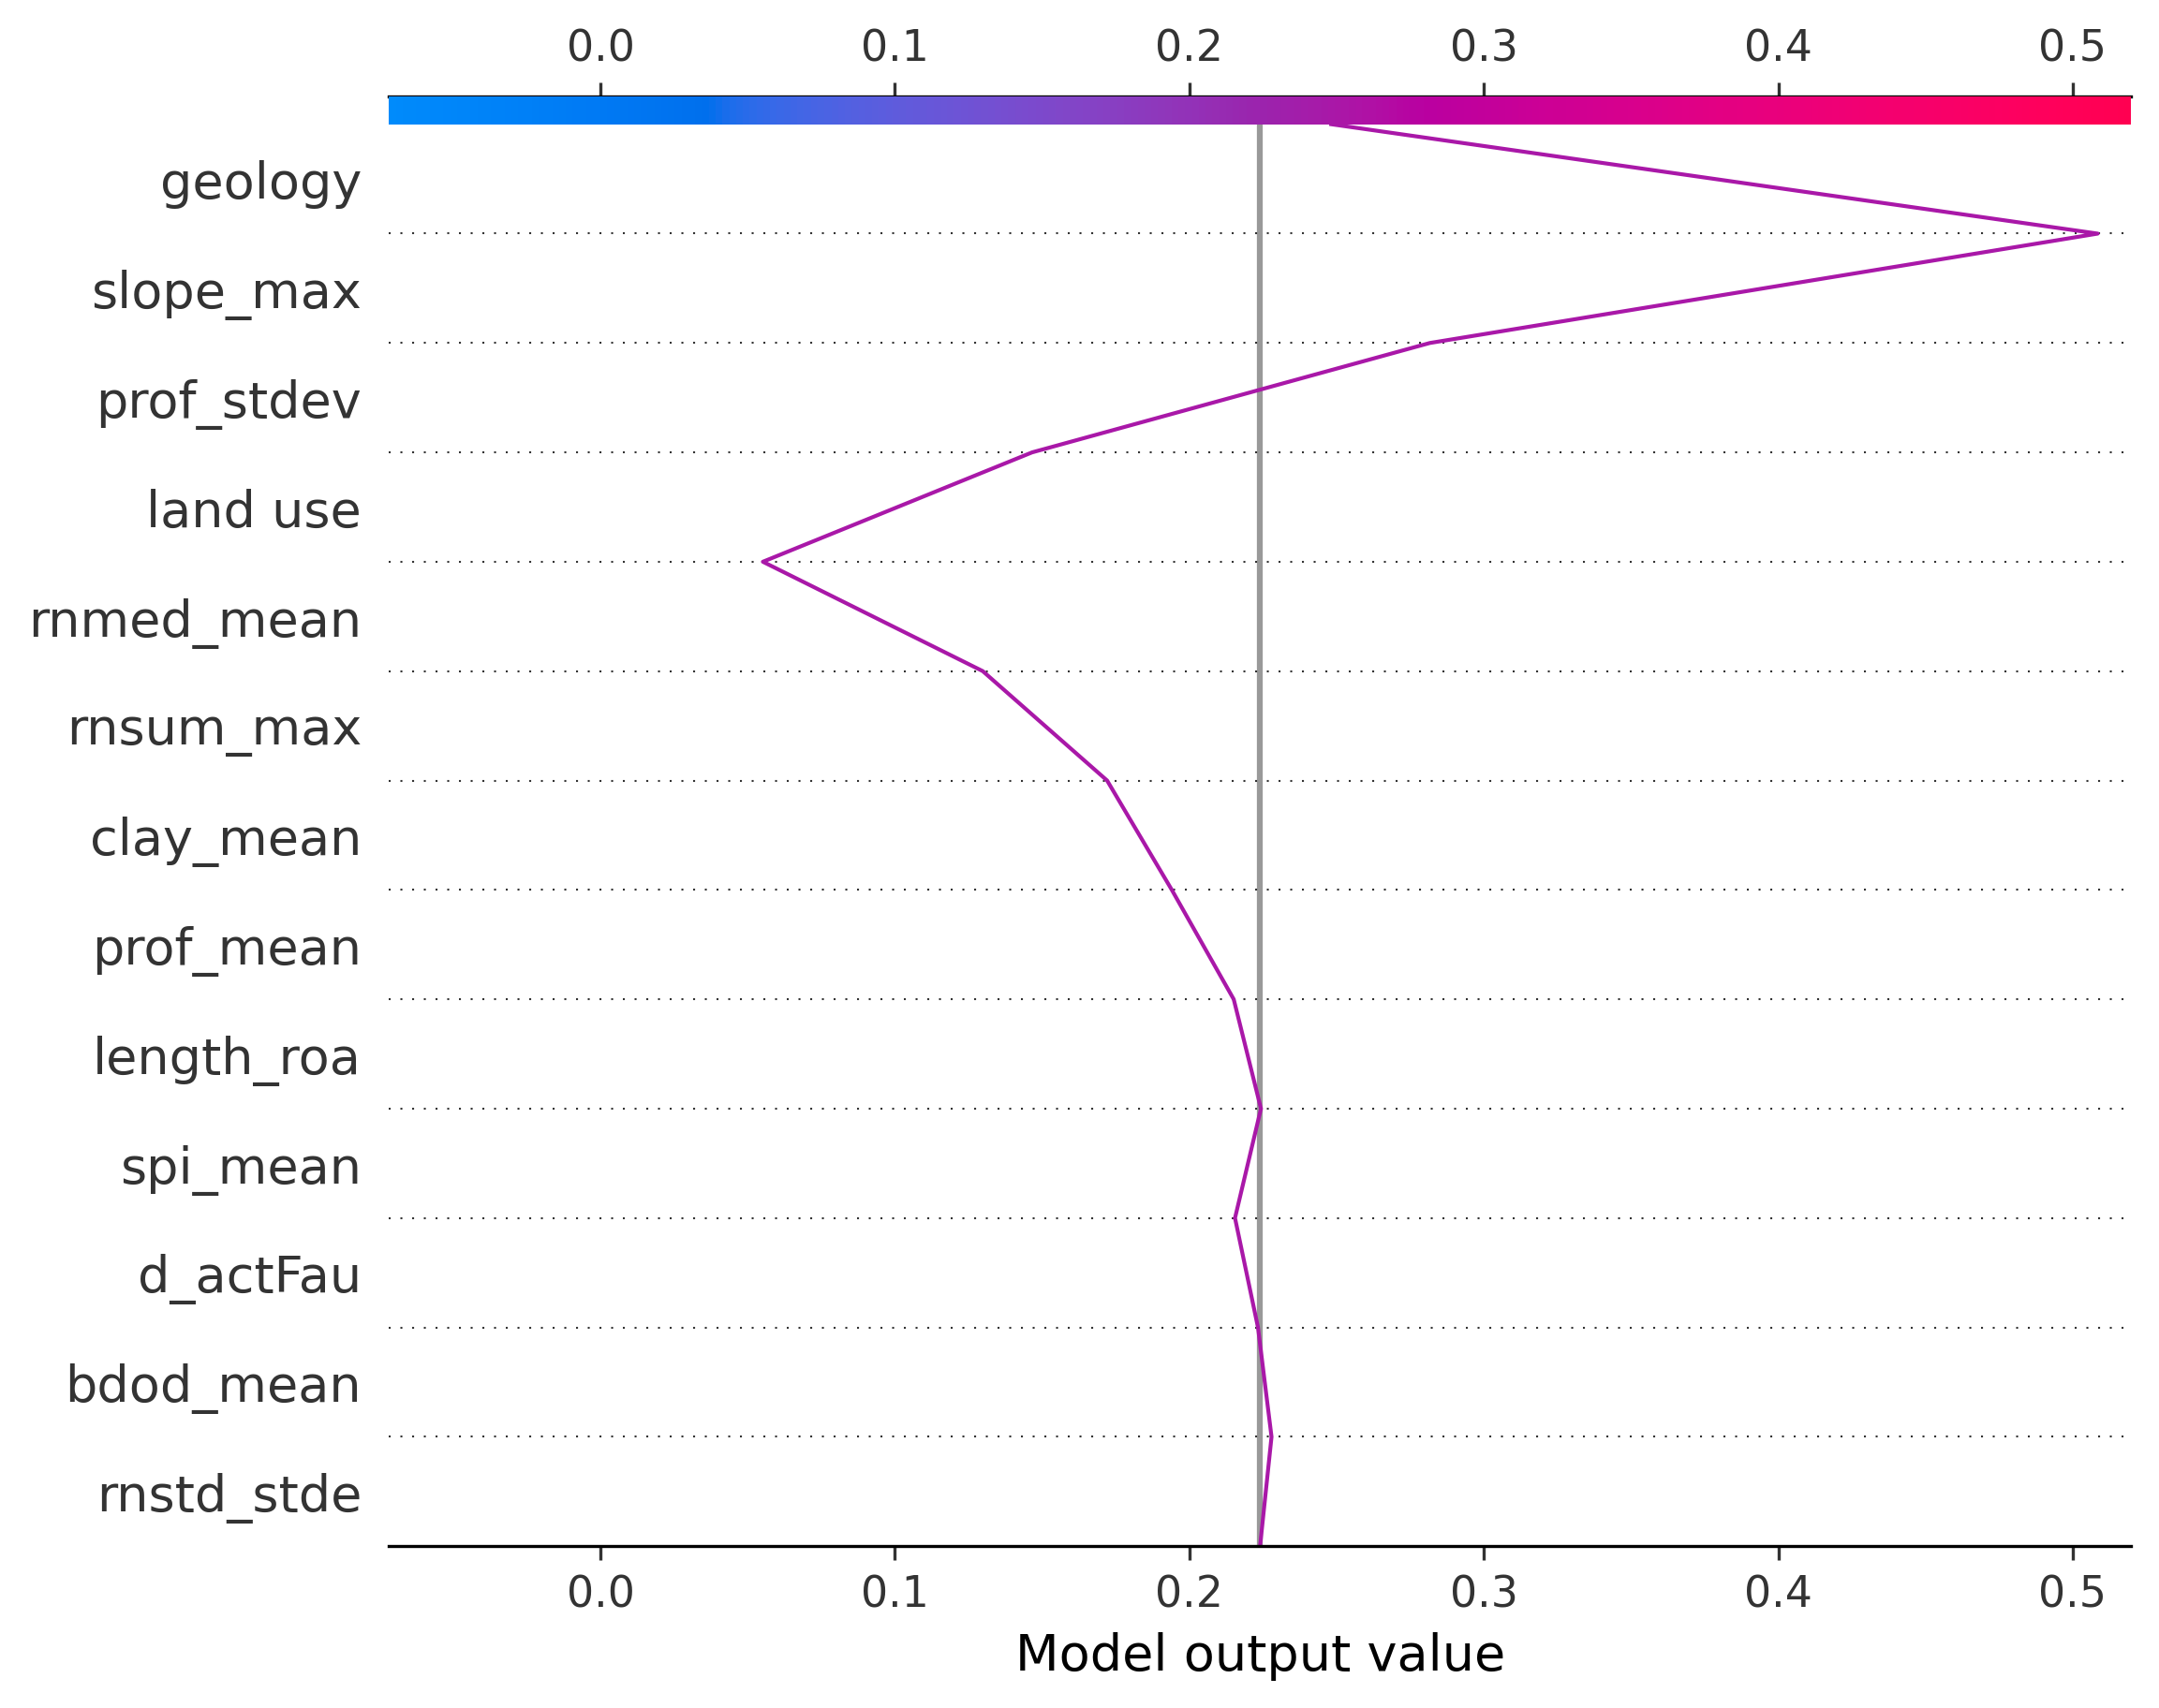 0.0 0.1 0.2 0.3 0.4 0.5
geology
slope_max
prof_stdev
land use
rnmed_mean
rnsum_max
clay_mean
prof_mean
length_roa
spi_mean
d_actFau
bdod_mean
rnstd_stde
0.0 0.1 0.2 0.3 0.4 0.5
Model output value